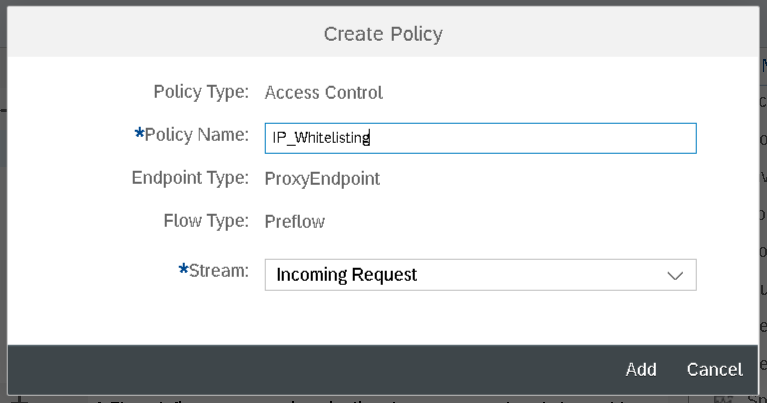 Create Policy
Policy Type: Access Control
*Policy Name: IP_Whitelisting
Endpoint Type: ProxyEndpoint
Flow Type: Preflow
*Stream: Incoming Request
Add Cancel